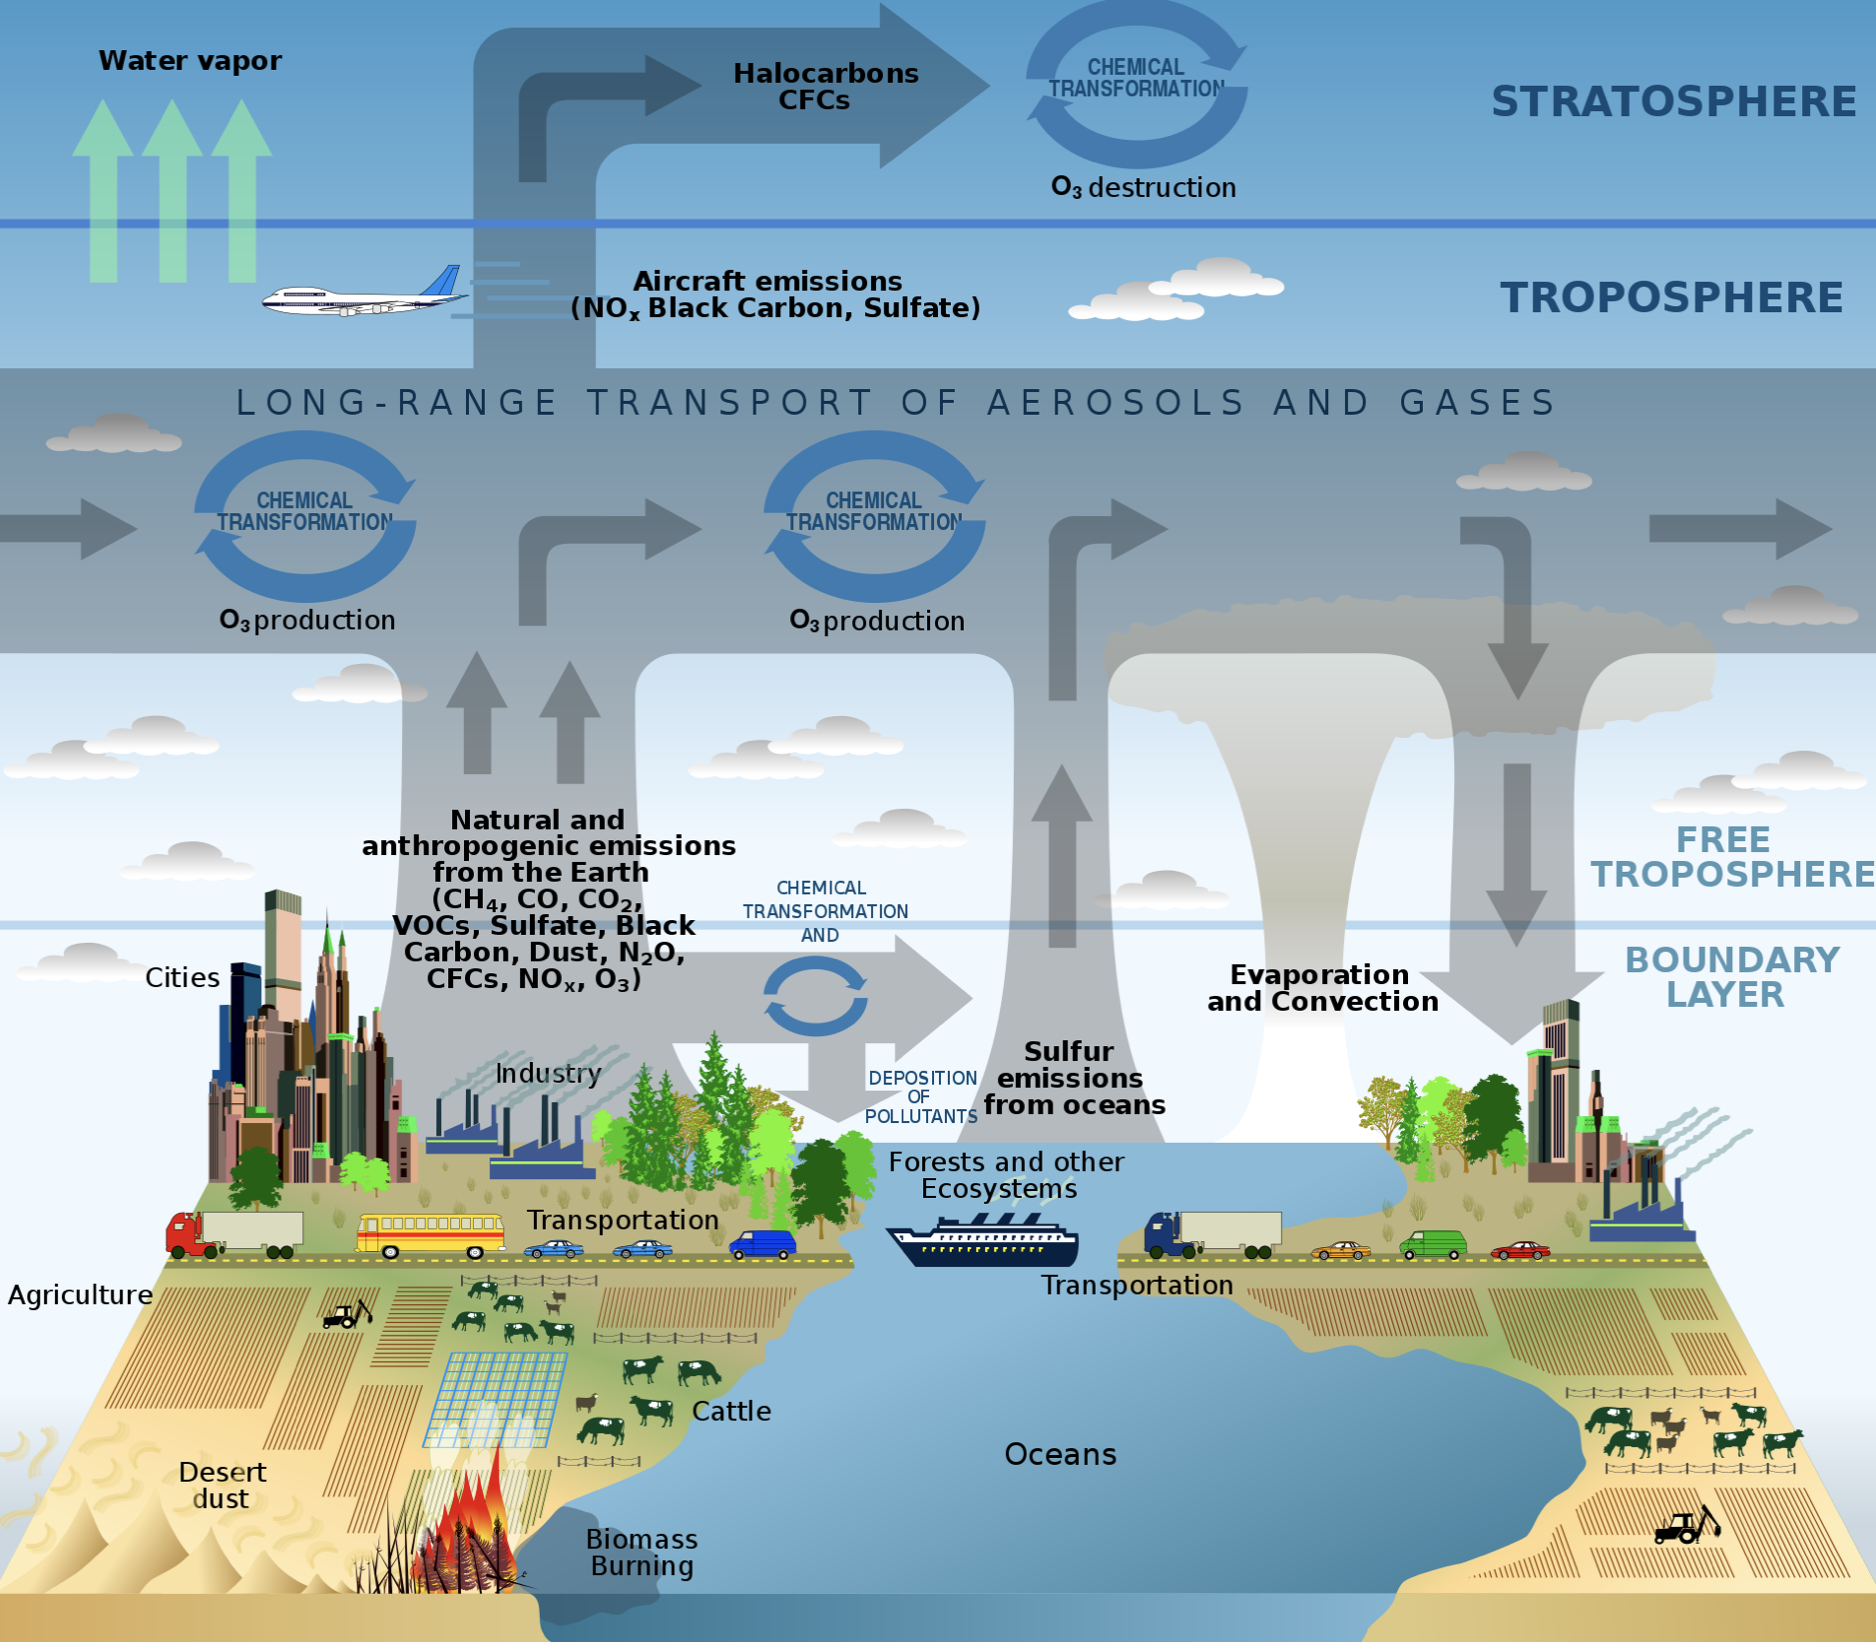 Water vapor
Halocarbons
CFCs
CHEMICAL
TRANSFORMATION
O₃ destruction
STRATOSPHERE
Aircraft emissions
(NOₓ Black Carbon, Sulfate)
TROPOSPHERE
LONG-RANGE TRANSPORT OF AEROSOLS AND GASES
CHEMICAL
TRANSFORMATION
O₃ production
CHEMICAL
TRANSFORMATION
O₃ production
Natural and
anthropogenic emissions
from the Earth
(CH₄, CO, CO₂,
VOCs, Sulfate, Black
Carbon, Dust, N₂O,
CFCs, NOₓ, O₃)
CHEMICAL
TRANSFORMATION
AND
DEPOSITION
OF
POLLUTANTS
FREE
TROPOSPHERE
BOUNDARY
LAYER
Cities
Evaporation
and Convection
Sulfur
emissions
from oceans
Industry
Forests and other
Ecosystems
Transportation
Transportation
Agriculture
Cattle
Oceans
Desert
dust
Biomass
Burning